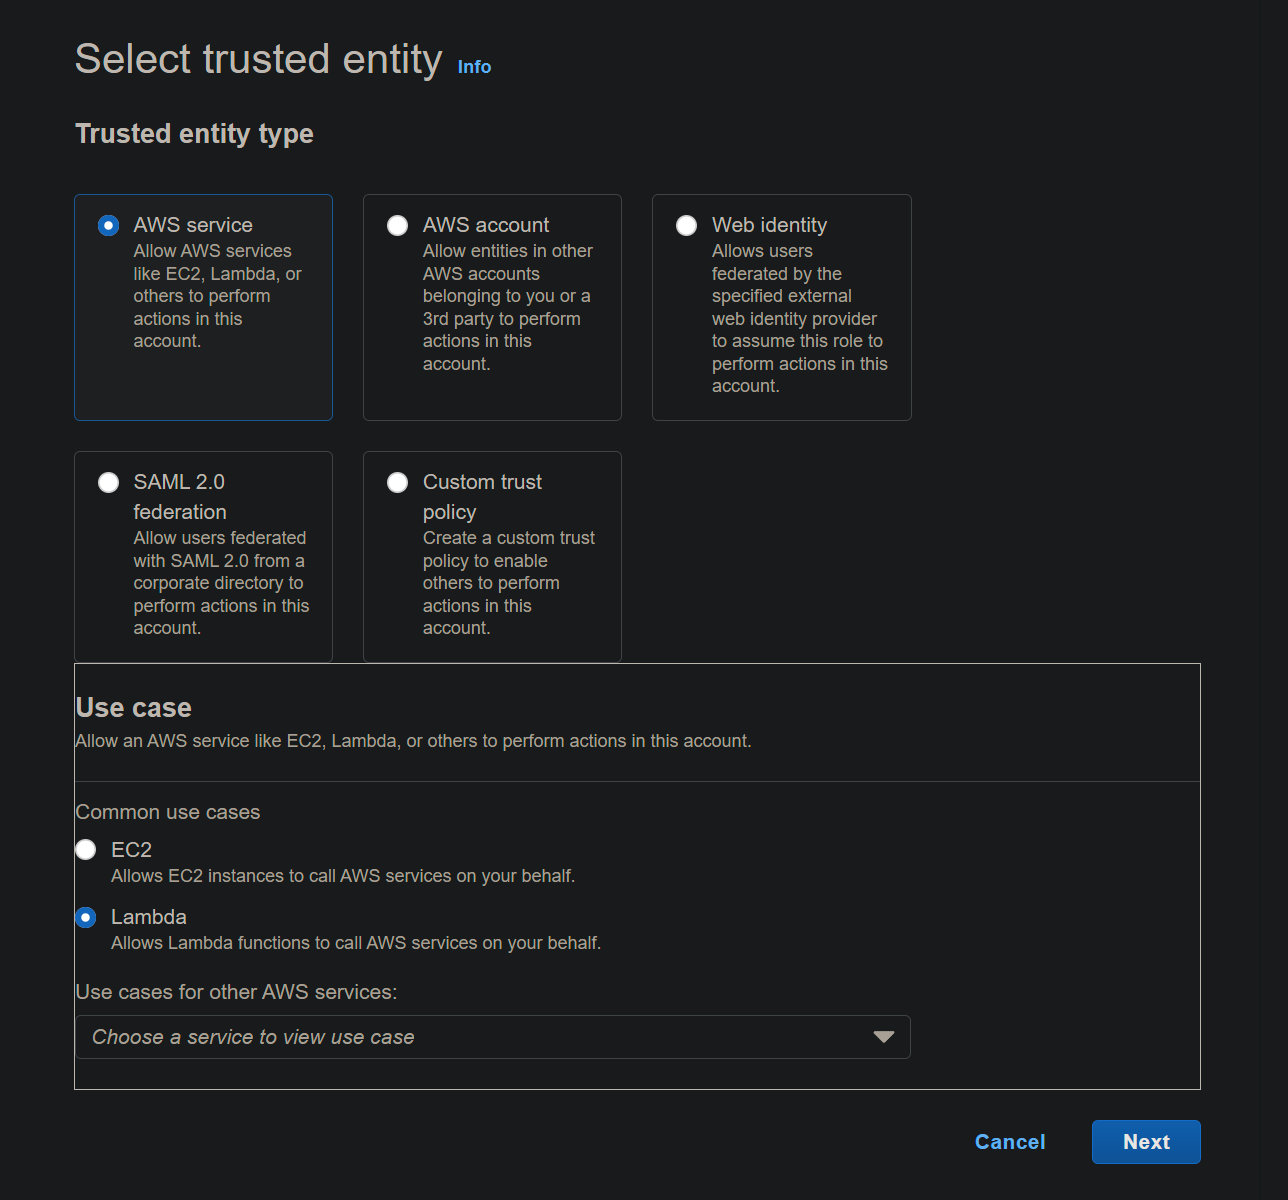 Select trusted entity Info
Trusted entity type
AWS service
Allow AWS services
like EC2, Lambda, or
others to perform
actions in this
account.
AWS account
Allow entities in other
AWS accounts
belonging to you or a
3rd party to perform
actions in this
account.
Web identity
Allows users
federated by the
specified external
web identity provider
to assume this role to
perform actions in this
account.
SAML 2.0
federation
Allow users federated
with SAML 2.0 from a
corporate directory to
perform actions in this
account.
Custom trust
policy
Create a custom trust
policy to enable
others to perform
actions in this
account.
Use case
Allow an AWS service like EC2, Lambda, or others to perform actions in this account.
Common use cases
EC2
Allows EC2 instances to call AWS services on your behalf.
Lambda
Allows Lambda functions to call AWS services on your behalf.
Use cases for other AWS services:
Choose a service to view use case
Cancel
Next